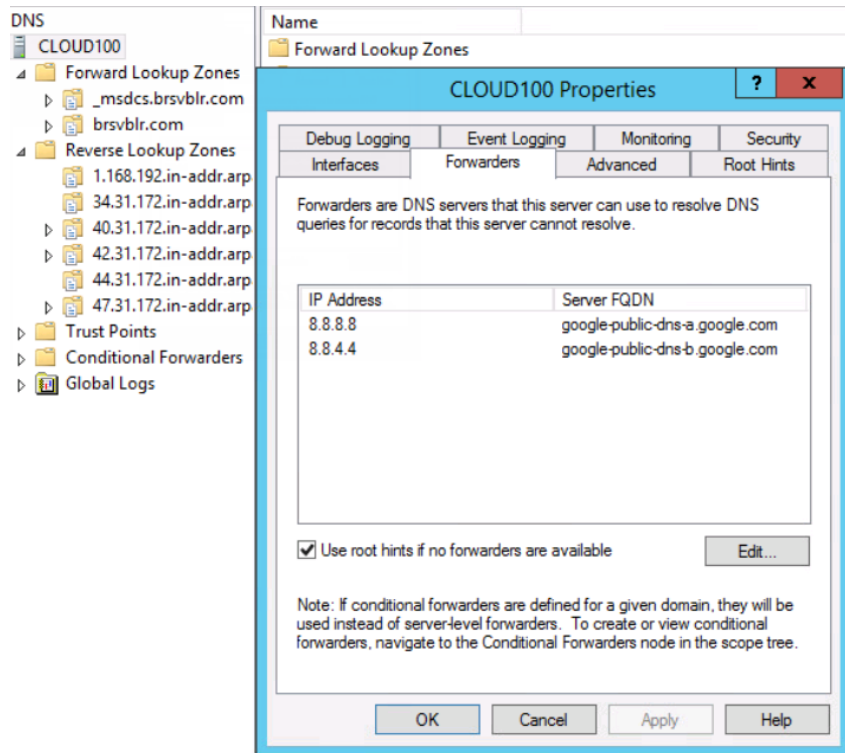 DNS
CLOUD100
Forward Lookup Zones
_msdcs.brsvblr.com
brsvblr.com
Reverse Lookup Zones
1.168.192.in-addr.arp
34.31.172.in-addr.arp
40.31.172.in-addr.arp
42.31.172.in-addr.arp
44.31.172.in-addr.arp
47.31.172.in-addr.arp
Trust Points
Conditional Forwarders
Global Logs
Name
Forward Lookup Zones
CLOUD100 Properties
? x
Debug Logging Event Logging Monitoring Security
Interfaces Forwarders Advanced Root Hints
Forwarders are DNS servers that this server can use to resolve DNS
queries for records that this server cannot resolve.
IP Address Server FQDN
8.8.8.8 google-public-dns-a.google.com
8.8.4.4 google-public-dns-b.google.com
Use root hints if no forwarders are available Edit...
Note: If conditional forwarders are defined for a given domain, they will be
used instead of server-level forwarders. To create or view conditional
forwarders, navigate to the Conditional Forwarders node in the scope tree.
OK Cancel Apply Help